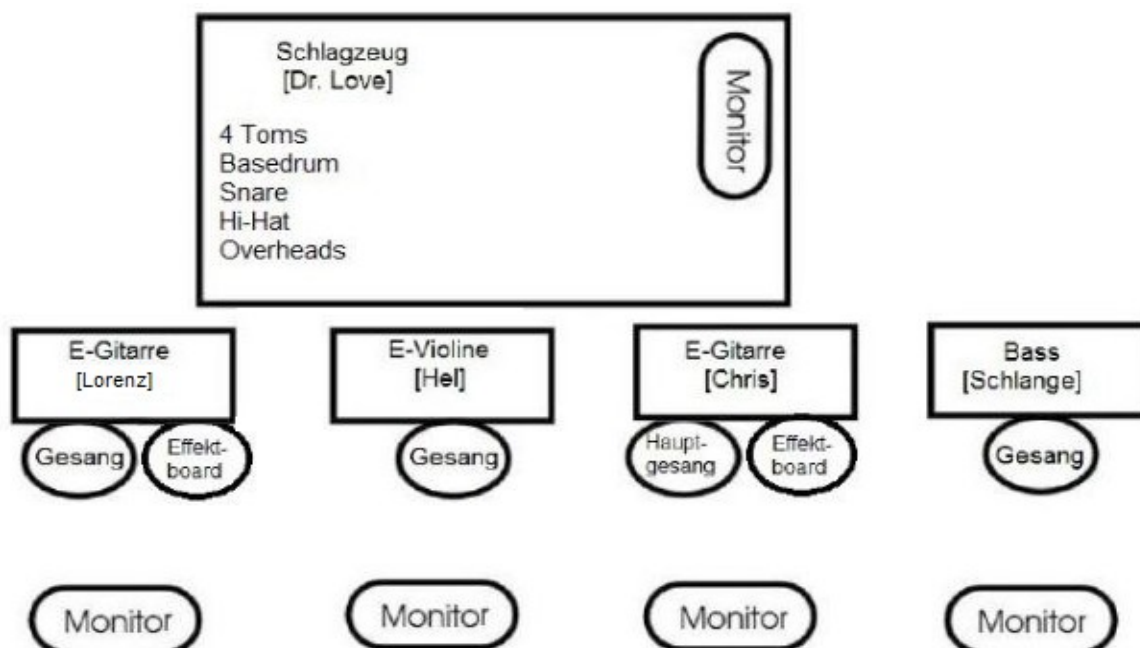 Schlagzeug
[Dr. Love]
Monitor
4 Toms
Basedrum
Snare
Hi-Hat
Overheads
E-Gitarre
[Lorenz]
Gesang
Effekt-
board
E-Violine
[Hel]
Gesang
E-Gitarre
[Chris]
Haupt-
gesang
Effekt-
board
Bass
[Schlange]
Gesang
Monitor
Monitor
Monitor
Monitor